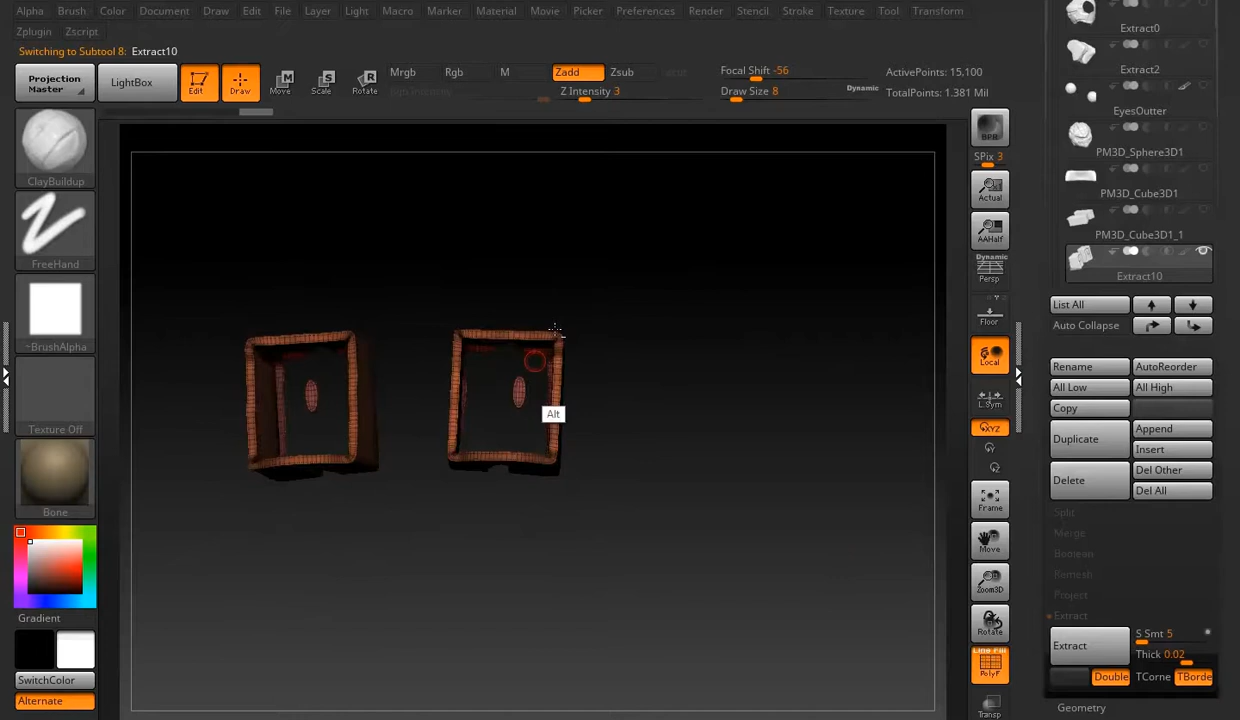 Alpha Brush Color Document Draw Edit File Layer Light Macro Marker Material Movie Picker Preferences Render Stencil Stroke Texture Tool Transform
Zplugin Zscript
Switching to Subtool 8: Extract10
Projection Master
LightBox
Edit
Draw
Move
Scale
Rotate
Mrgb Rgb M Zadd Zsub
Z Intensity 3
Focal Shift -56
Draw Size 8
Dynamic
ActivePoints: 15,100
TotalPoints: 1.381 Mil
ClayBuildup
FreeHand
~BrushAlpha
Texture Off
Bone
Gradient
SwitchColor
Alternate
Alt
BPR
SPix 3
Actual
AAHalf
Dynamic
Persp
Floor
Local
L.Sym
XYZ
Frame
Move
Zoom3D
Rotate
Line Fill
PolyF
Transp
Extract0
Extract2
EyesOutter
PM3D_Sphere3D1
PM3D_Cube3D1
PM3D_Cube3D1_1
Extract10
List All
Auto Collapse
Rename AutoReorder
All Low All High
Copy
Duplicate Append
Insert
Delete Del Other
Del All
Split
Merge
Boolean
Remesh
Project
Extract
Extract S Smt 5
Thick 0.02
Double TCorne TBorde
Geometry